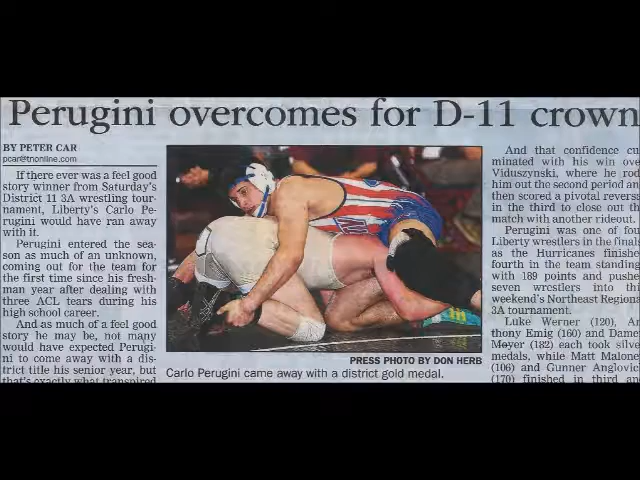 Perugini overcomes for D-11 crown
BY PETER CAR
pcar@tnonline.com
If there ever was a feel good
story winner from Saturday's
District 11 3A wrestling tour-
nament, Liberty's Carlo Pe-
rugini would have ran away
with it.
Perugini entered the sea-
son as much of an unknown,
coming out for the team for
the first time since his fresh-
man year after dealing with
three ACL tears during his
high school career.
And as much of a feel good
story he may be, not many
would have expected Perugi-
ni to come away with a dis-
trict title his senior year, but
that's exactly what transpired
PRESS PHOTO BY DON HERB
Carlo Perugini came away with a district gold medal.
And that confidence cu
minated with his win ove
Viduszynski, where he rod
him out the second period an
then scored a pivotal revers
in the third to close out th
match with another rideout.
Perugini was one of fou
Liberty wrestlers in the final
as the Hurricanes finishe
fourth in the team standing
with 189 points and pushe
seven wrestlers into thi
weekend's Northeast Region
3A tournament.
Luke Werner (120), An
thony Emig (160) and Dame
Meyer (182) each took silve
medals, while Matt Malone
(106) and Gunner Anglovic
(170) finished in third an